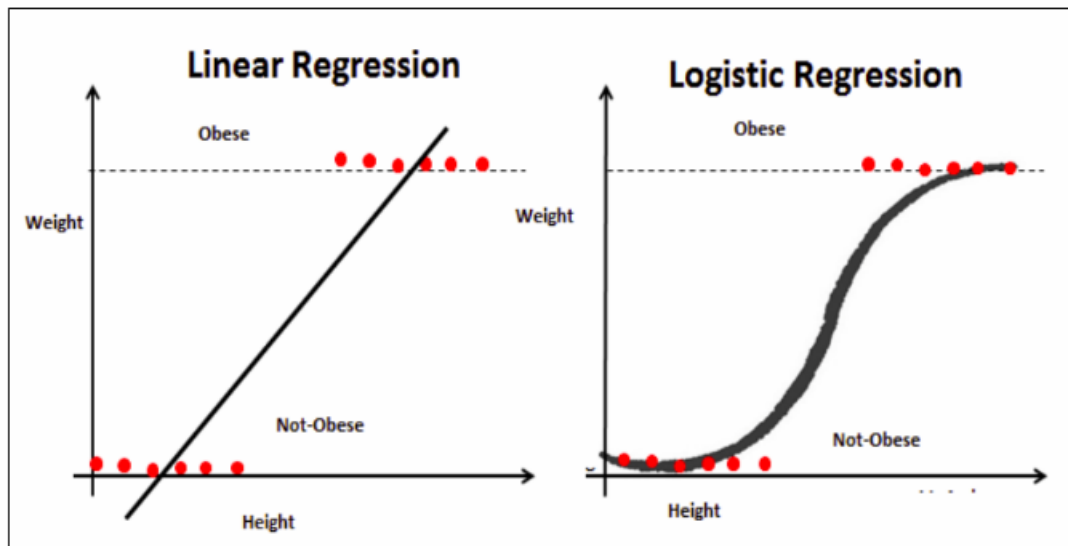 Linear Regression
Obese
Weight
Not-Obese
Height
Logistic Regression
Obese
Weight
Not-Obese
Height